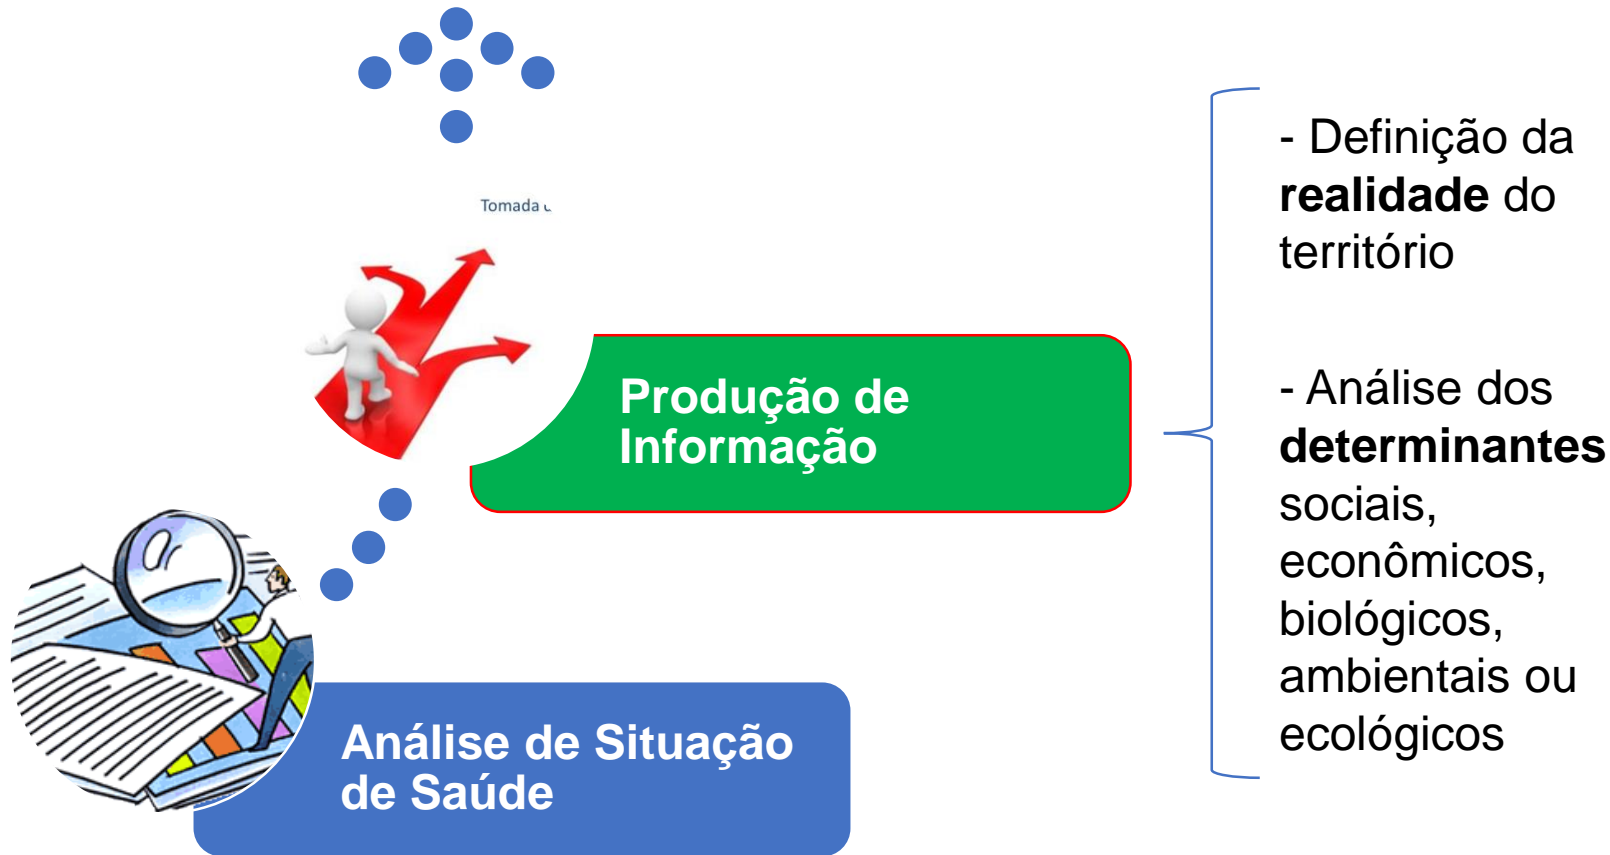 Tomada
Produção de
Informação
Análise de Situação
de Saúde
- Definição da
realidade do
território
- Análise dos
determinantes
sociais,
econômicos,
biológicos,
ambientais ou
ecológicos